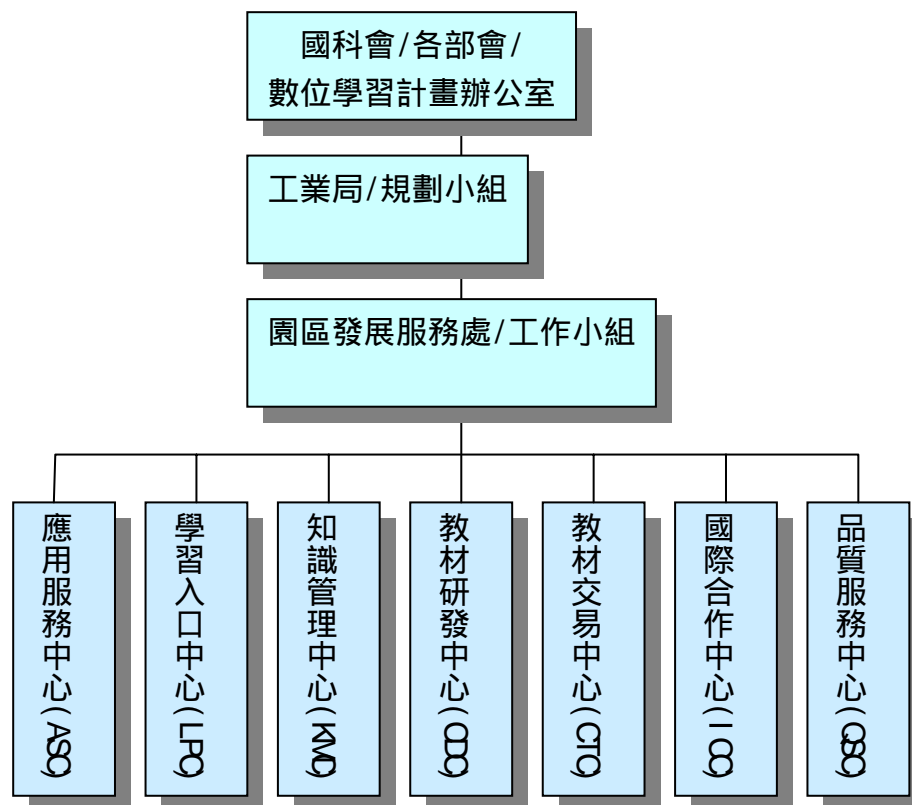 國科會/各部會/
數位學習計畫辦公室
工業局/規劃小組
園區發展服務處/工作小組
應用服務中心(ASC)
學習入口中心(LPC)
知識管理中心(KMC)
教材研發中心(CDC)
教材交易中心(CTC)
國際合作中心(ICC)
品質服務中心(QSC)